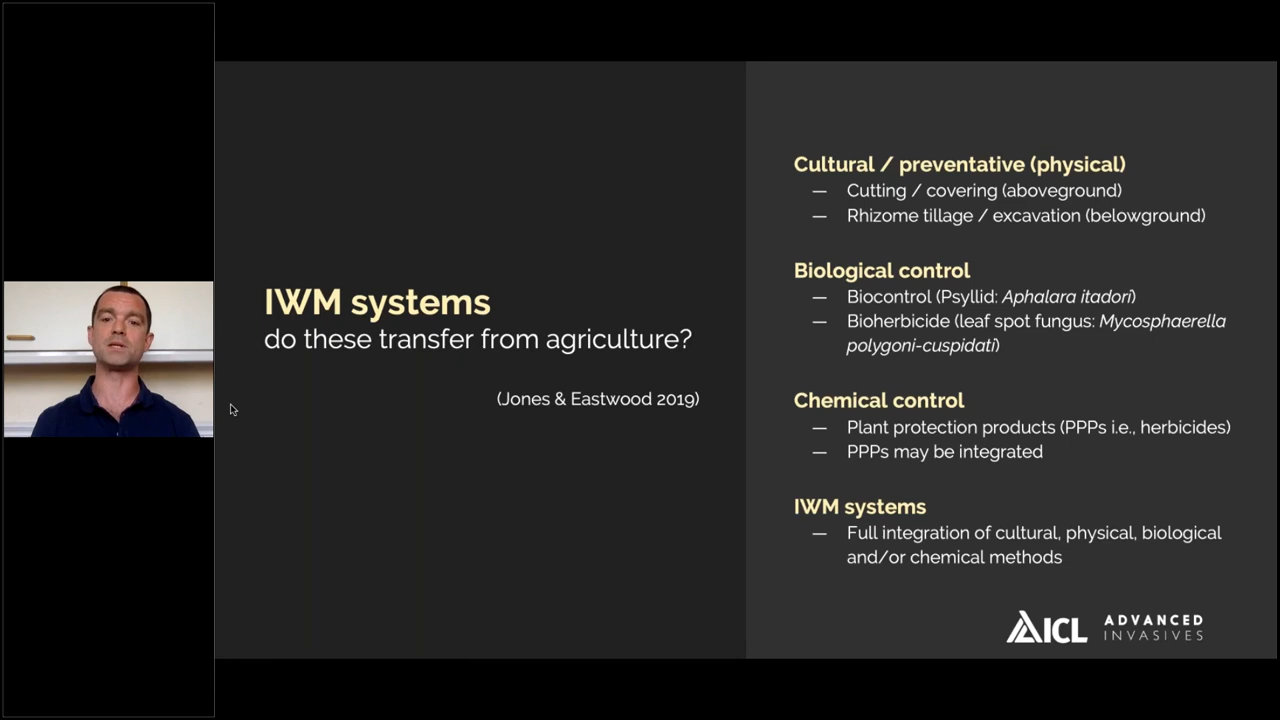 IWM systems
do these transfer from agriculture?
(Jones & Eastwood 2019)
Cultural / preventative (physical)
— Cutting / covering (aboveground)
— Rhizome tillage / excavation (belowground)
Biological control
— Biocontrol (Psyllid: Aphalara itadori)
— Bioherbicide (leaf spot fungus: Mycosphaerella
polygoni-cuspidati)
Chemical control
— Plant protection products (PPPs i.e., herbicides)
— PPPs may be integrated
IWM systems
— Full integration of cultural, physical, biological
and/or chemical methods
AICL ADVANCED
INVASIVES